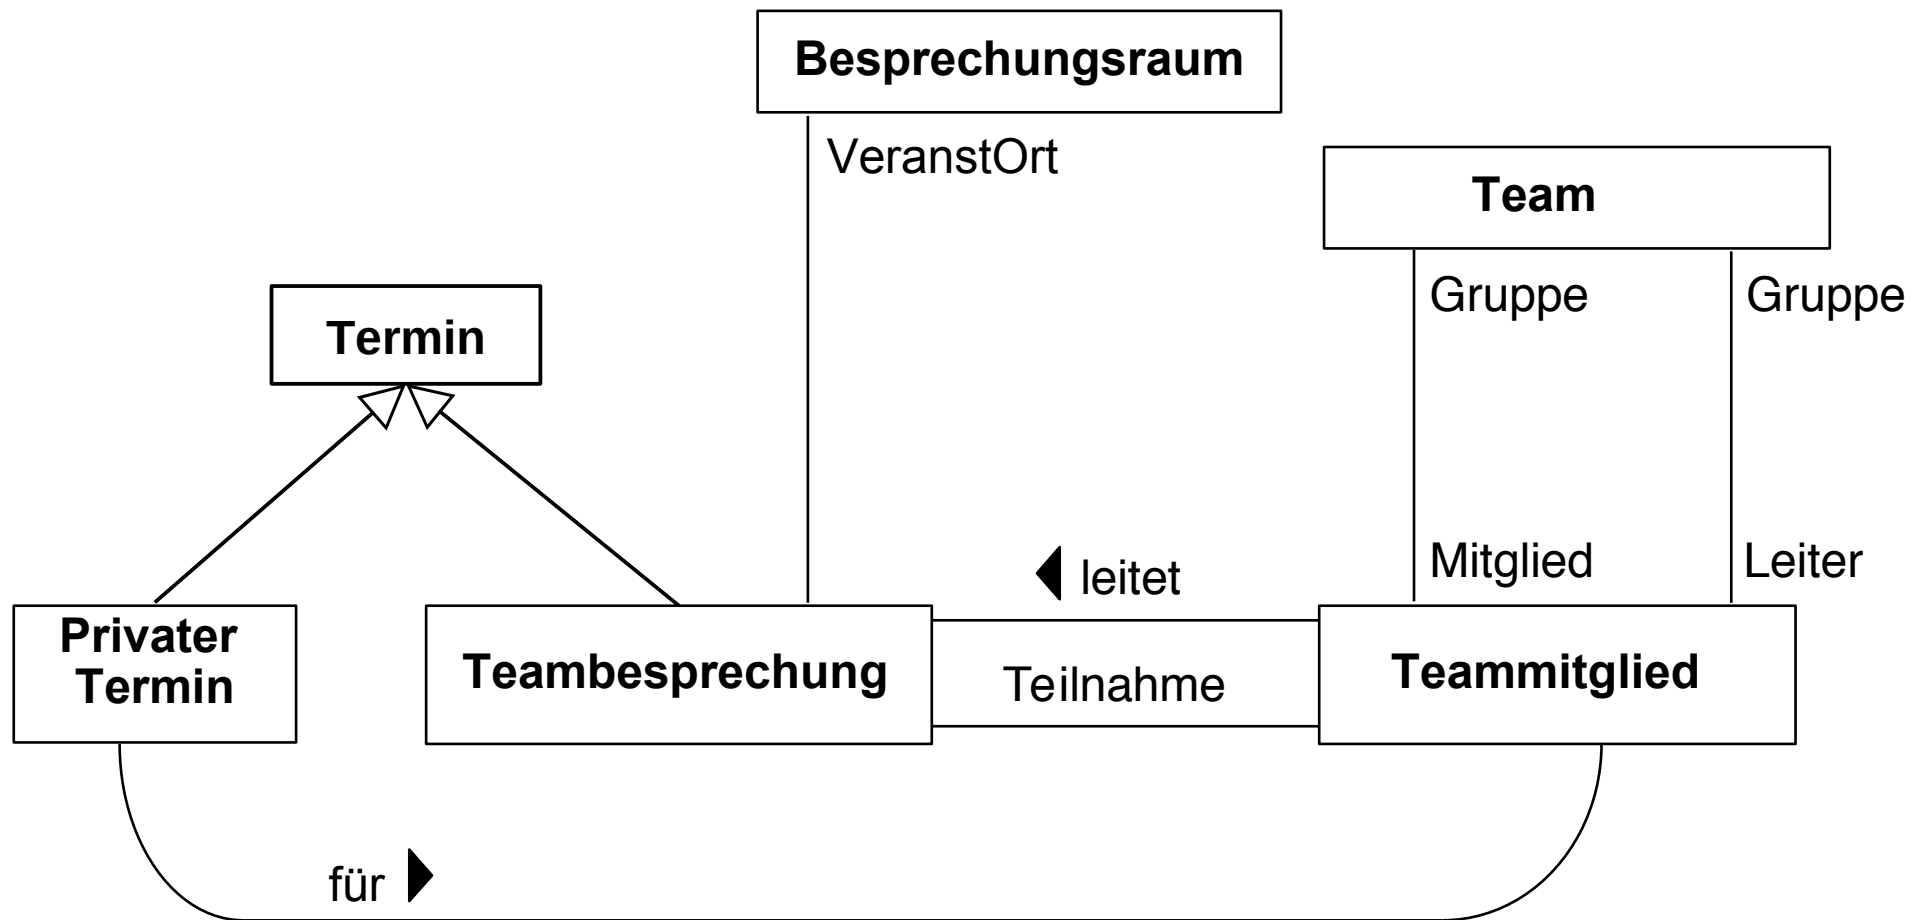 Besprechungsraum
VeranstOrt
Team
Gruppe
Gruppe
Termin
leitet
Mitglied
Leiter
Privater
Termin
Teambesprechung
Teilnahme
Teammitglied
für